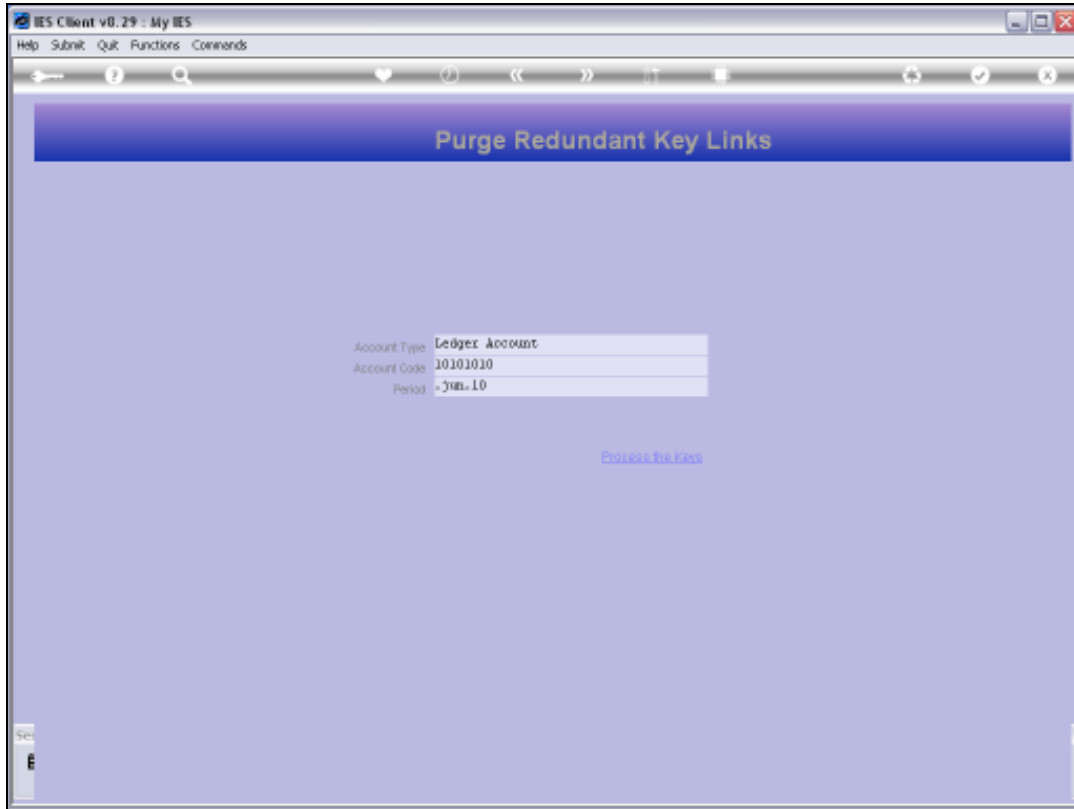 IES Client v8.29 : My IES
Help Submit Quit Functions Commands
Purge Redundant Key Links
Account Type Ledger Account
Account Code 10101010
Period .jun.10
Process the Keys
Se